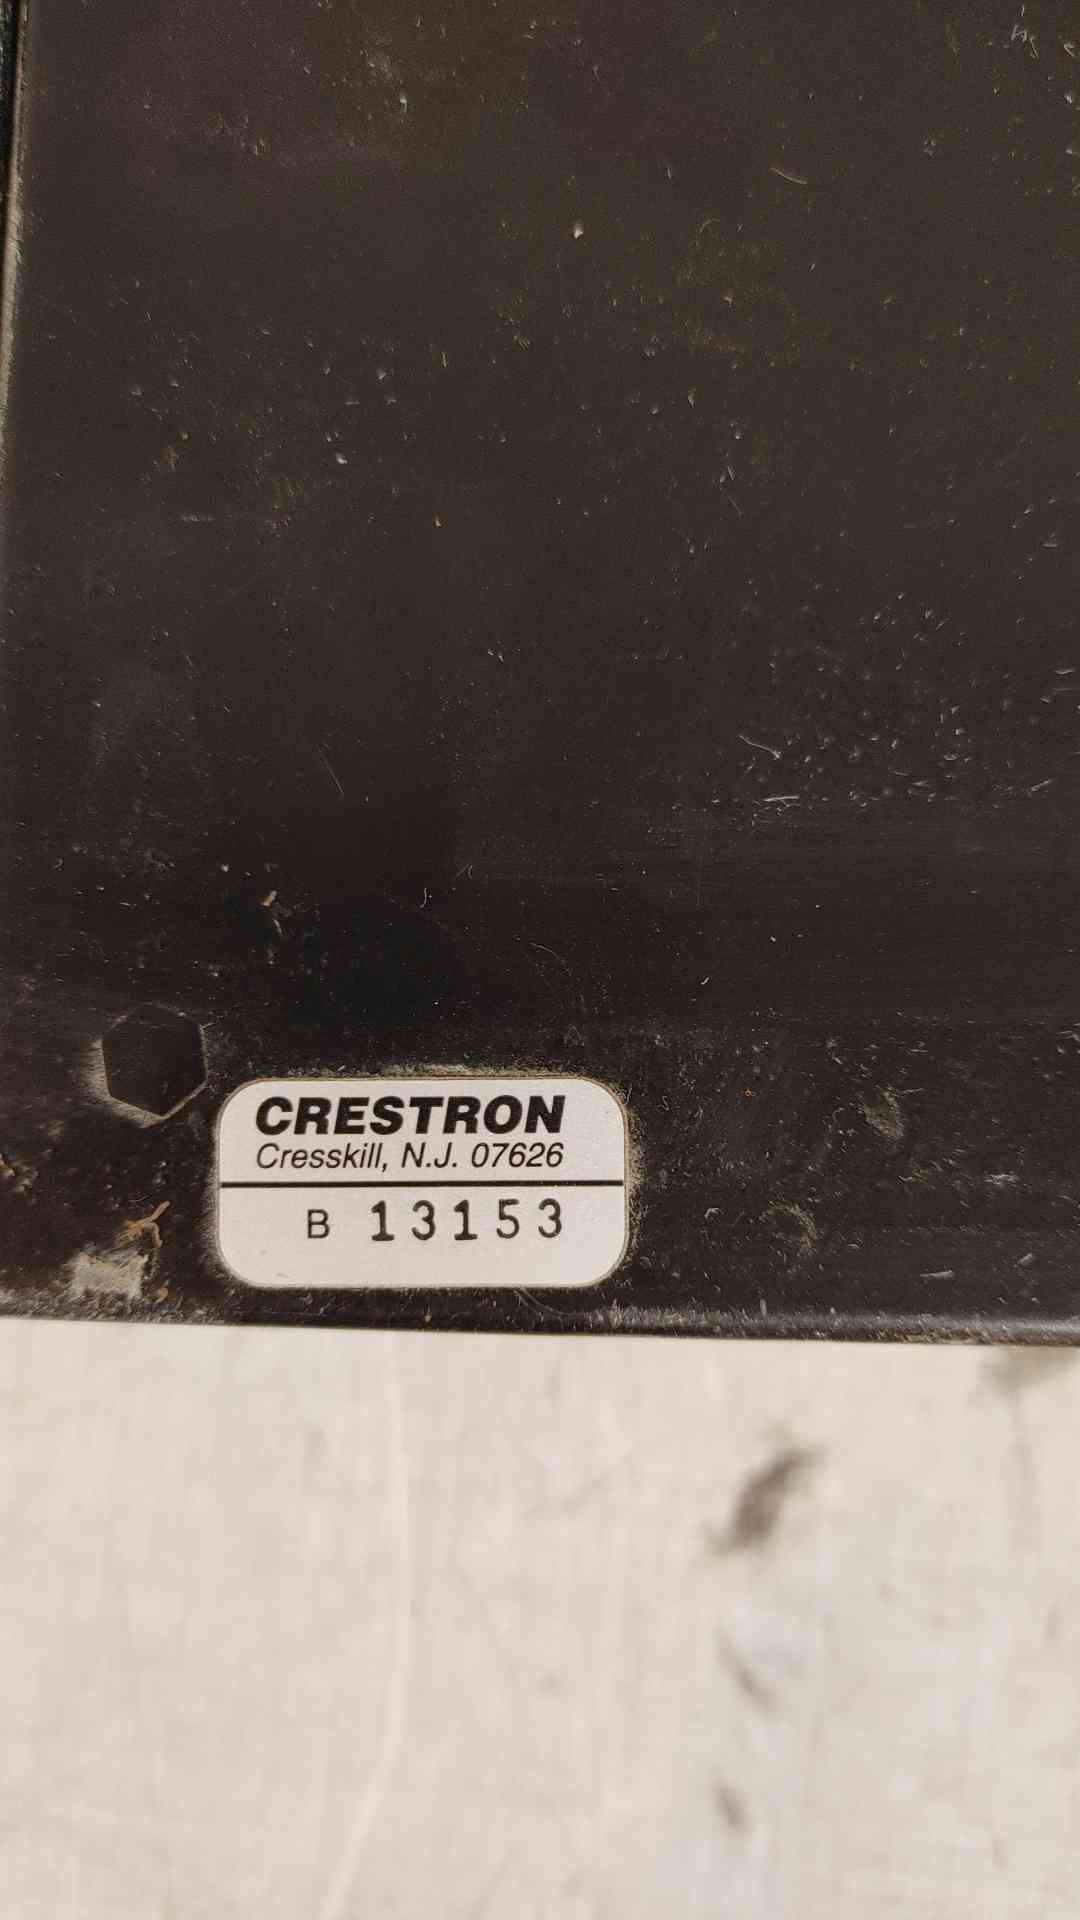 CRESTRON
Cresskill, N.J. 07626
B 13153